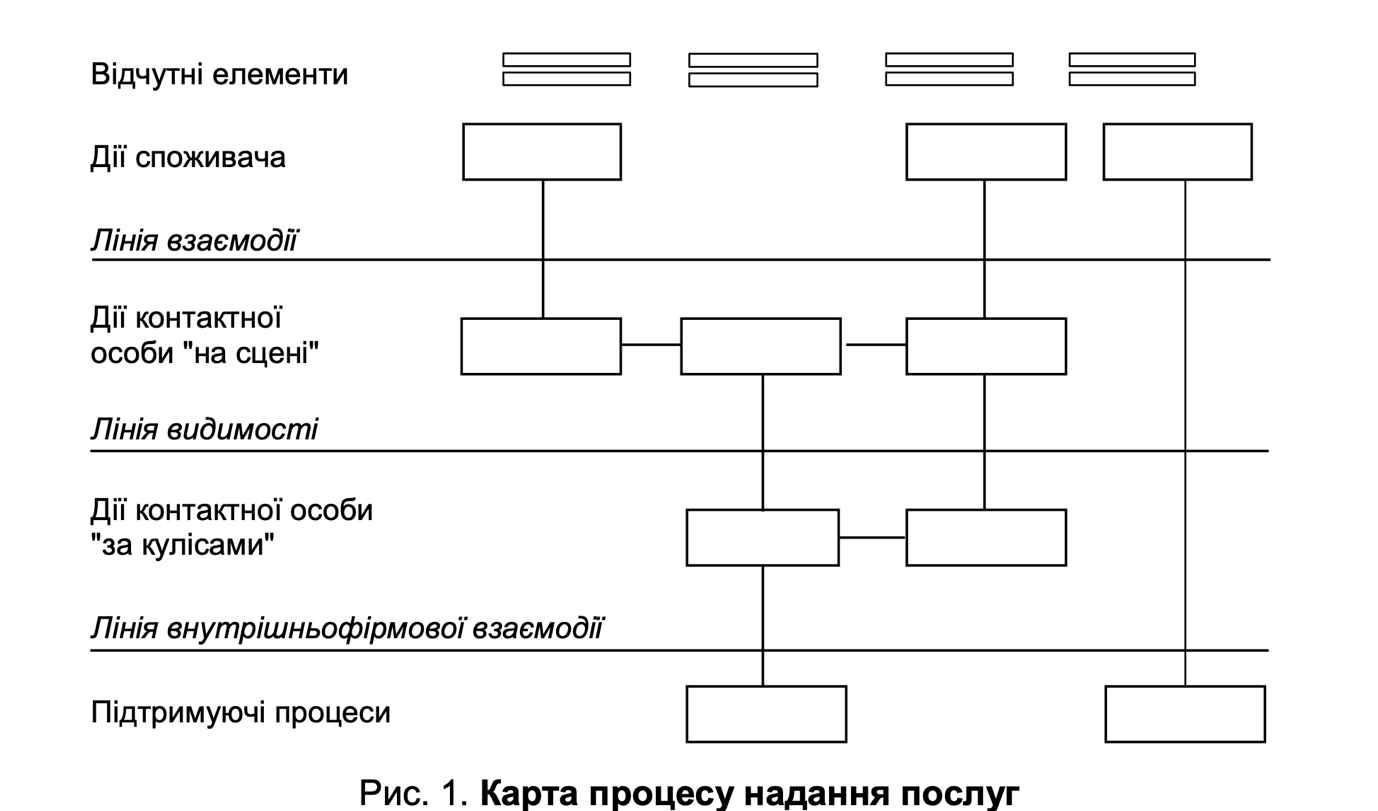 Відчутні елементи
Дії споживача
Лінія взаємодії
Дії контактної
особи "на сцені"
Лінія видимості
Дії контактної особи
"за кулісами"
Лінія внутрішньофірмової взаємодії
Підтримуючі процеси
Рис. 1. Карта процесу надання послуг